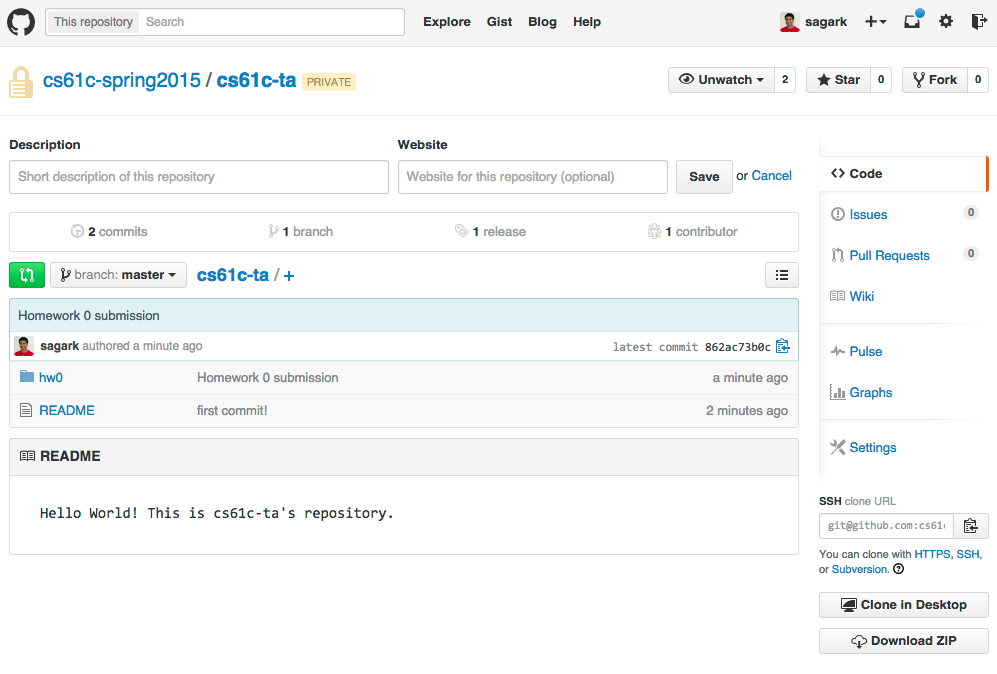 This repository Search Explore Gist Blog Help sagark
cs61c-spring2015 / cs61c-ta PRIVATE Unwatch 2 Star 0 Fork 0
Description Website
Short description of this repository Website for this repository (optional) Save or Cancel
2 commits 1 branch 1 release 1 contributor
branch: master cs61c-ta / +
Homework 0 submission
sagark authored a minute ago latest commit 862ac73b0c
hw0 Homework 0 submission a minute ago
README first commit! 2 minutes ago
README
Hello World! This is cs61c-ta's repository.
Code
Issues 0
Pull Requests 0
Wiki
Pulse
Graphs
Settings
SSH clone URL
git@github.com:cs61c
You can clone with HTTPS, SSH,
or Subversion.
Clone in Desktop
Download ZIP